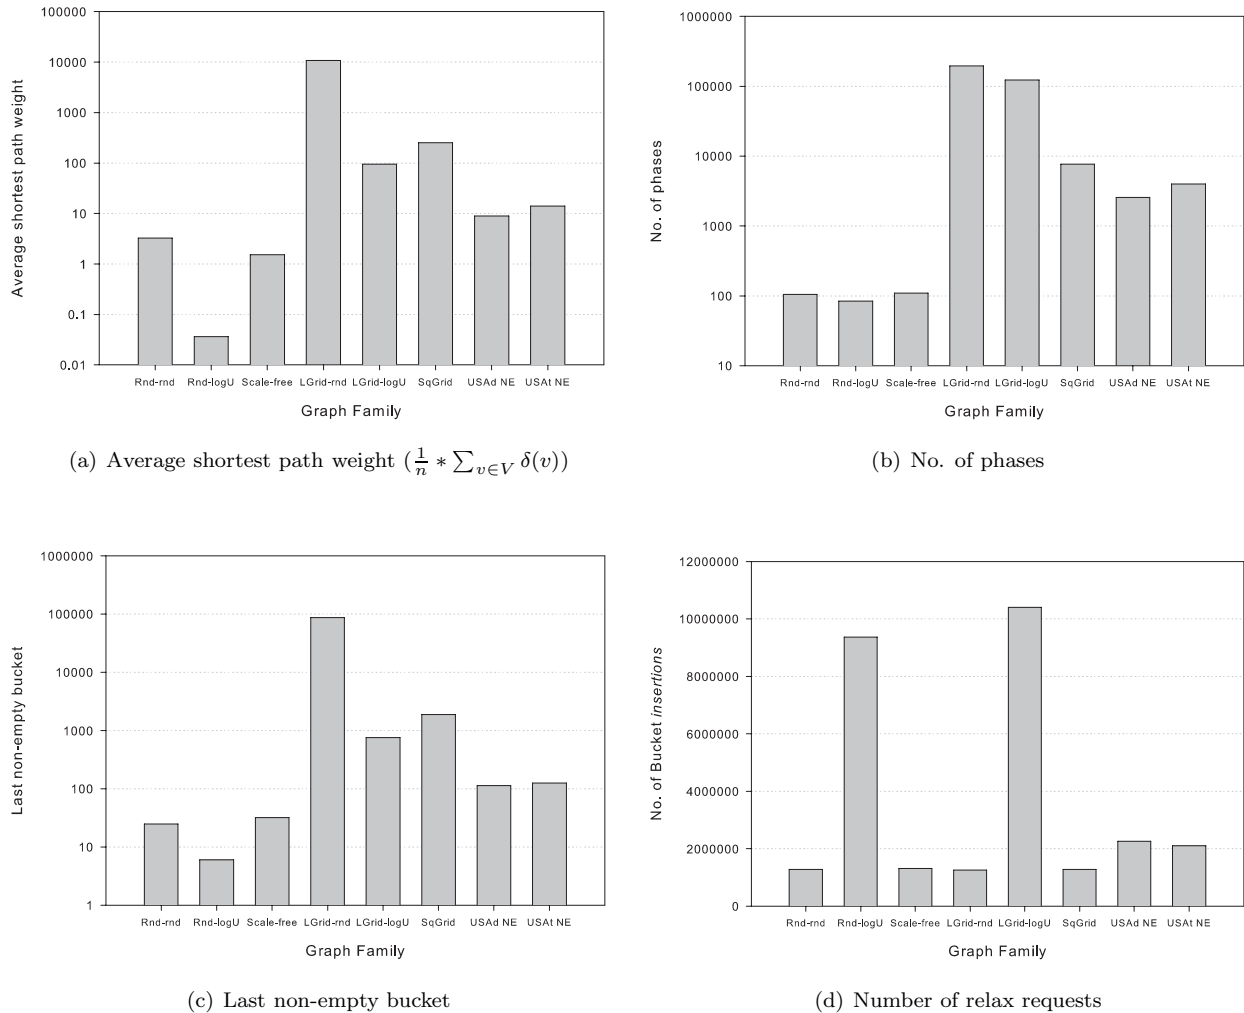 100000
10000
1000
100
10
1
0.1
0.01
Average shortest path weight
Rnd-rnd Rnd-logU Scale-free LGrid-rnd LGrid-logU SqGrid USAd NE USAt NE
Graph Family
(a) Average shortest path weight (\frac{1}{n} * \sum_{v \in V} δ(v))
1000000
100000
10000
1000
100
10
No. of phases
Rnd-rnd Rnd-logU Scale-free LGrid-rnd LGrid-logU SqGrid USAd NE USAt NE
Graph Family
(b) No. of phases
1000000
100000
10000
1000
100
10
1
Last non-empty bucket
Rnd-rnd Rnd-logU Scale-free LGrid-rnd LGrid-logU SqGrid USAd NE USAt NE
Graph Family
(c) Last non-empty bucket
12000000
10000000
8000000
6000000
4000000
2000000
0
No. of Bucket insertions
Rnd-rnd Rnd-logU Scale-free LGrid-rnd LGrid-logU SqGrid USAd NE USAt NE
Graph Family
(d) Number of relax requests